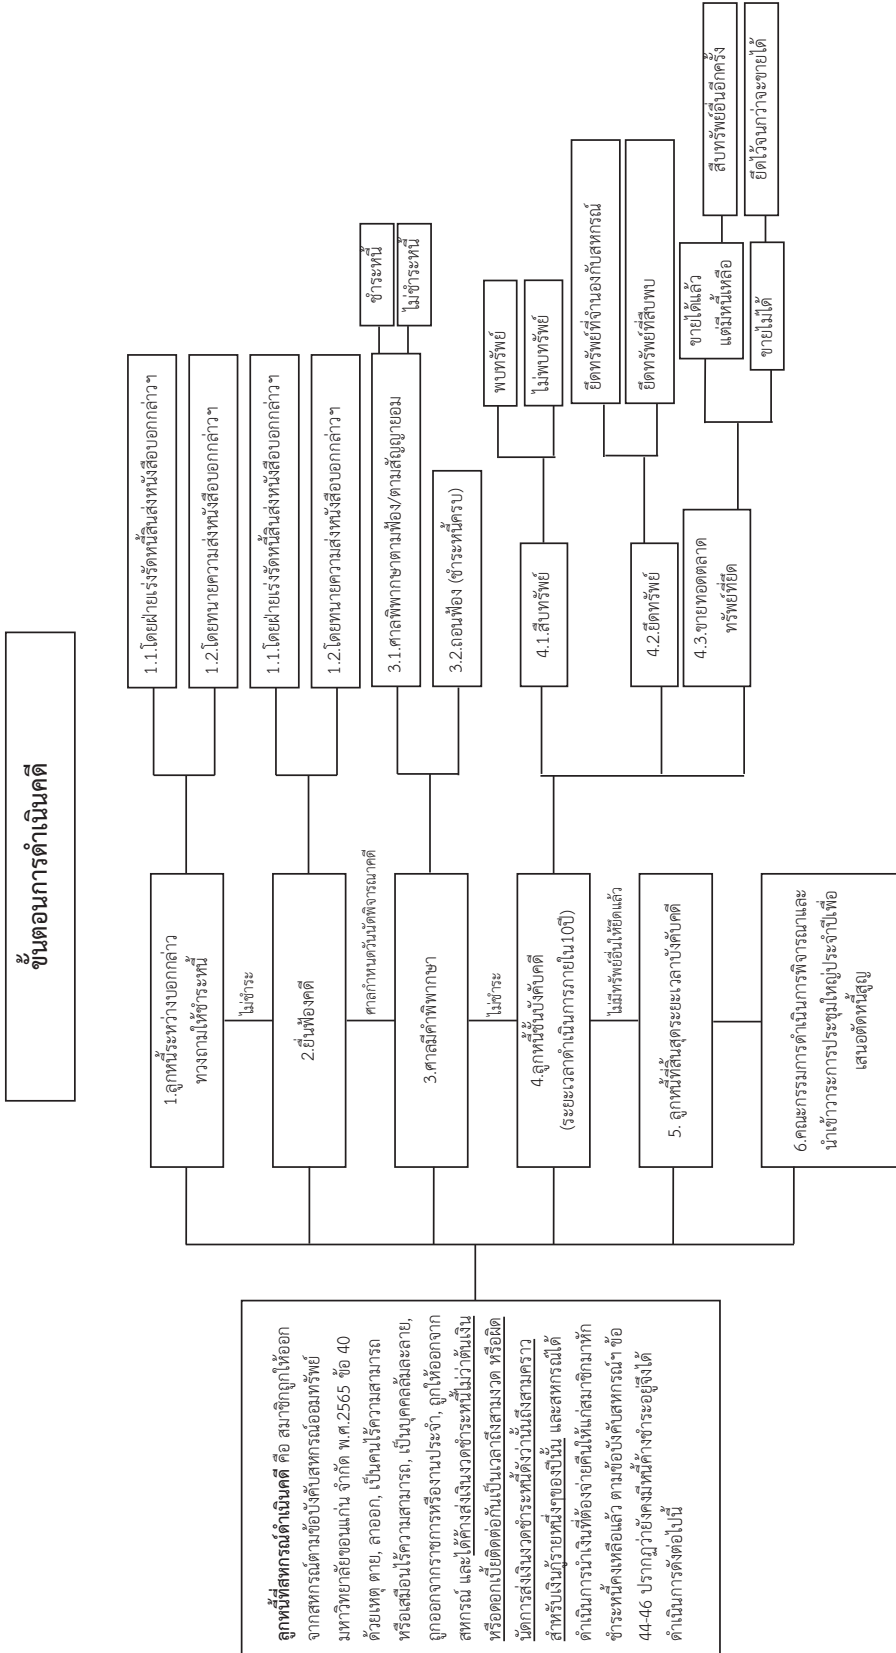 ขั้นตอนการดำเนินคดี
ลูกหนี้ที่สหกรณ์ดำเนินคดี คือ สมาชิกถูกให้ออก
จากสหกรณ์ตามข้อบังคับสหกรณ์ออมทรัพย์
มหาวิทยาลัยขอนแก่น จำกัด พ.ศ.2565 ข้อ 40
ด้วยเหตุ ตาย, ลาออก, เป็นคนไร้ความสามารถ
หรือเสมือนไร้ความสามารถ, เป็นบุคคลล้มละลาย,
ถูกออกจากราชการหรืองานประจำ, ถูกให้ออกจาก
สหกรณ์ และได้ค้างส่งเงินงวดชำระหนี้ไม่ว่าต้นเงิน
หรือดอกเบี้ยติดต่อกันเป็นเวลาถึงสามงวด หรือผิด
นัดการส่งเงินงวดชำระหนี้ดังว่านั้นถึงสามคราว
สำหรับเงินกู้รายหนึ่งๆของปีนั้น และสหกรณ์ได้
ดำเนินการนำเงินที่ต้องจ่ายคืนให้แก่สมาชิกมาหัก
ชำระหนี้คงเหลือแล้ว ตามข้อบังคับสหกรณ์ฯ ข้อ
44-46 ปรากฏว่ายังคงมีหนี้ค้างชำระอยู่จึงได้
ดำเนินการดังต่อไปนี้
1.ลูกหนี้ระหว่างบอกกล่าว
ทวงถามให้ชำระหนี้
1.1.โดยฝ่ายเร่งรัดหนี้สินส่งหนังสือบอกกล่าวฯ
1.2.โดยทนายความส่งหนังสือบอกกล่าวฯ
ไม่ชำระ
2.ยื่นฟ้องคดี
1.1.โดยฝ่ายเร่งรัดหนี้สินส่งหนังสือบอกกล่าวฯ
1.2.โดยทนายความส่งหนังสือบอกกล่าวฯ
ศาลกำหนดวันนัดพิจารณาคดี
3.ศาลมีคำพิพากษา
3.1.ศาลพิพากษาตามฟ้อง/ตามสัญญายอม
ชำระหนี้
ไม่ชำระหนี้
3.2.ถอนฟ้อง (ชำระหนี้ครบ)
ไม่ชำระ
4.ลูกหนี้ชั้นบังคับคดี
(ระยะเวลาดำเนินการภายใน10ปี)
4.1.สืบทรัพย์
พบทรัพย์
ไม่พบทรัพย์
4.2.ยึดทรัพย์
ยึดทรัพย์ที่จำนองกับสหกรณ์
ยึดทรัพย์ที่สืบพบ
4.3.ขายทอดตลาด
ทรัพย์ที่ยึด
ขายได้แล้ว
แต่มีหนี้เหลือ
สืบทรัพย์อื่นอีกครั้ง
ขายไม่ได้
ยึดไว้จนกว่าจะขายได้
ไม่มีทรัพย์อื่นให้ยึดแล้ว
5. ลูกหนี้ที่สิ้นสุดระยะเวลาบังคับคดี
6.คณะกรรมการดำเนินการพิจารณาและ
นำเข้าวาระการประชุมใหญ่ประจำปีเพื่อ
เสนอตัดหนี้สูญ